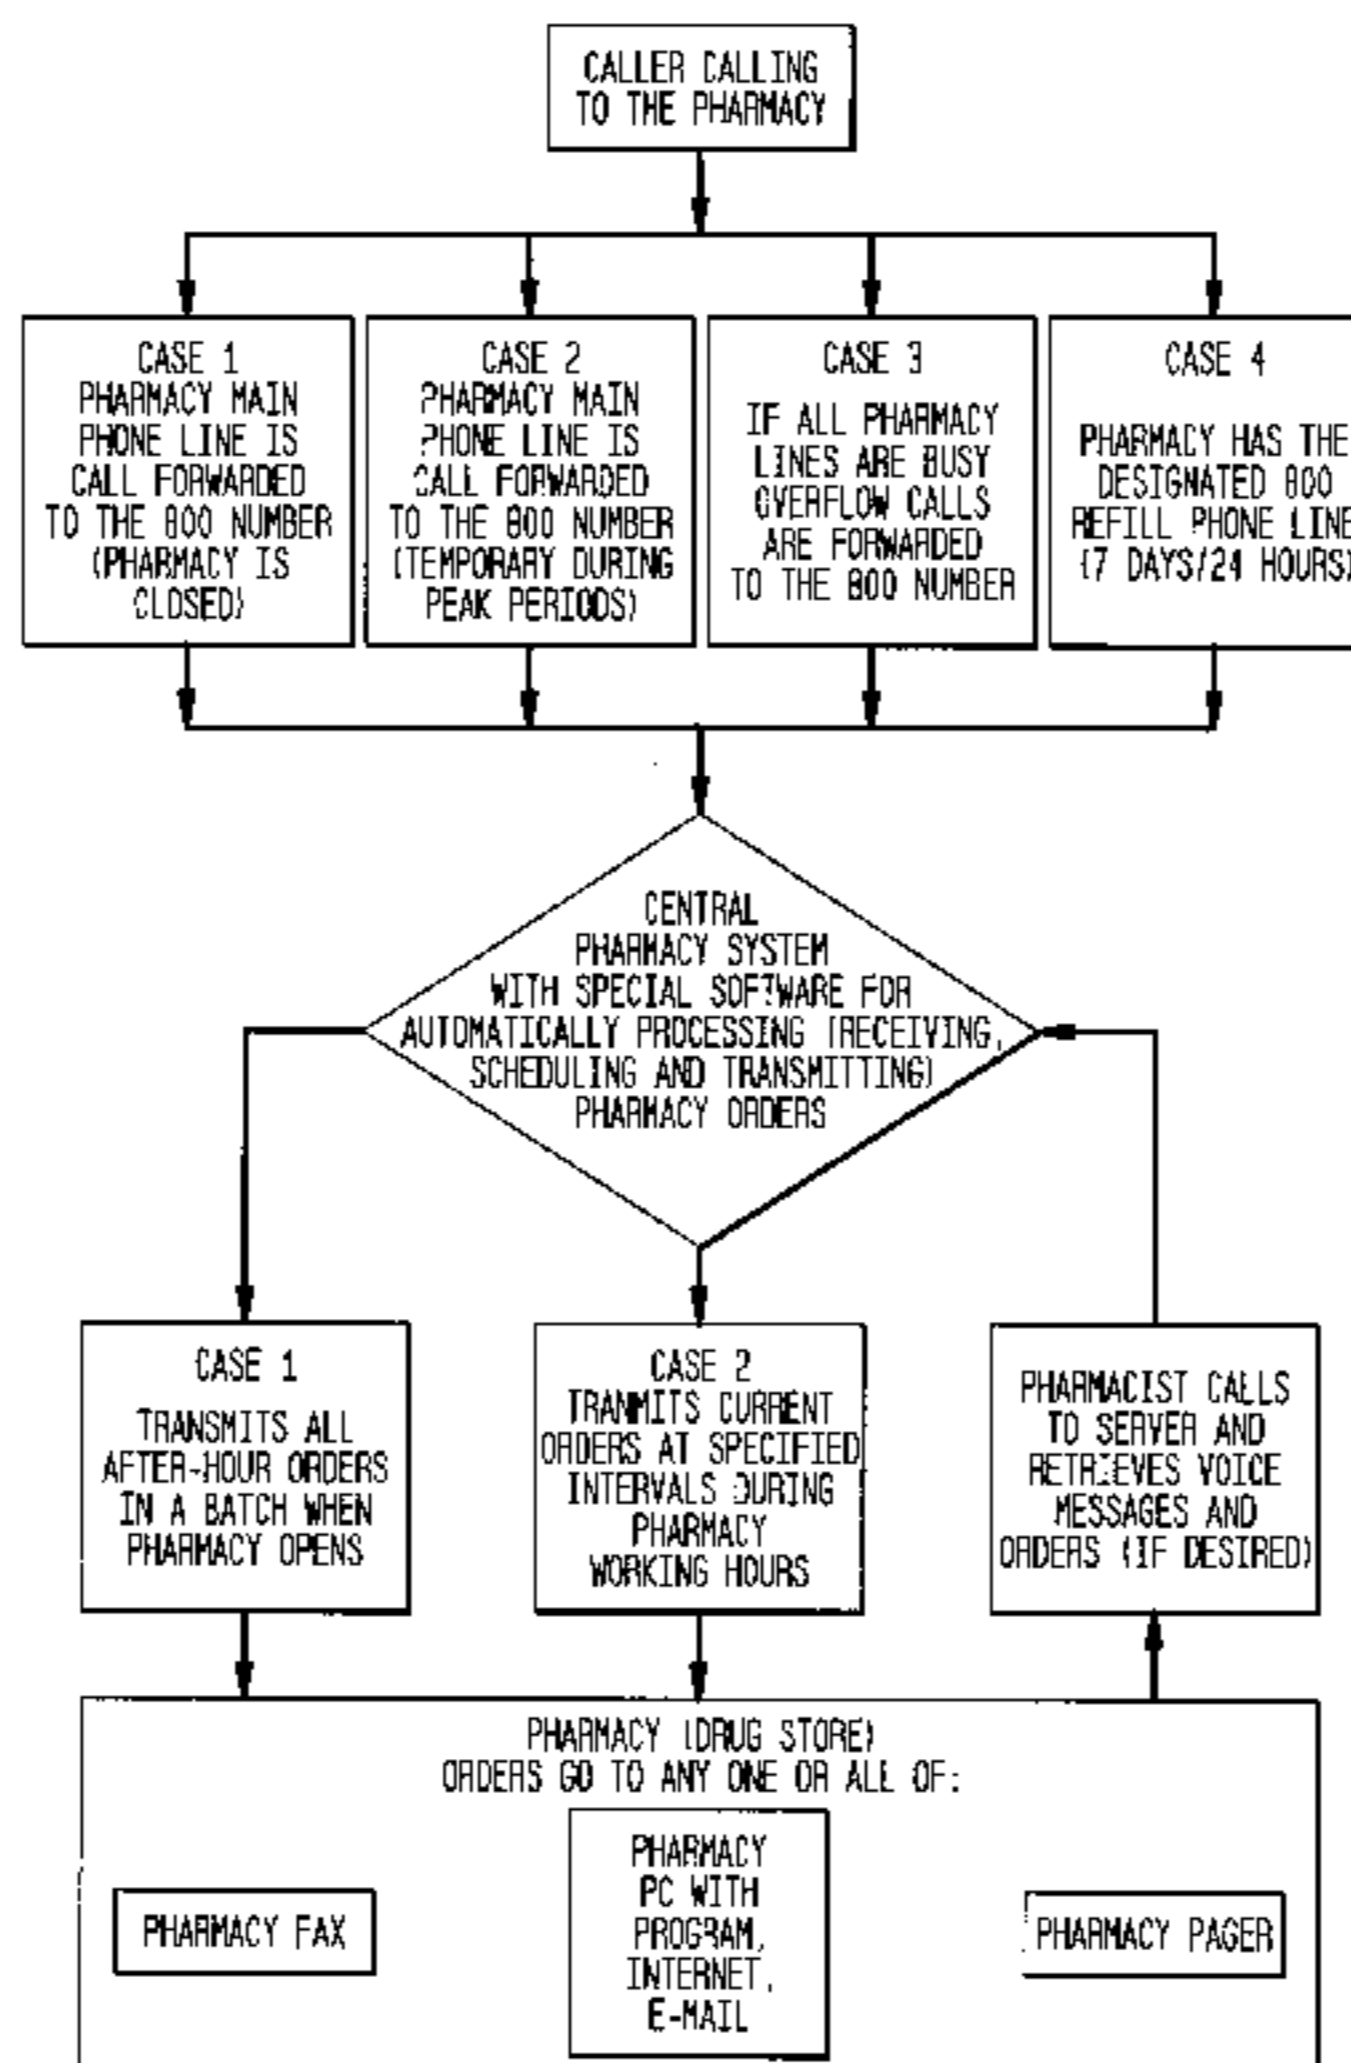 CALLER CALLING
TO THE PHARMACY
CASE 1
PHARMACY MAIN
PHONE LINE IS
CALL FORWARDED
TO THE 800 NUMBER
(PHARMACY IS
CLOSED)
CASE 2
PHARMACY MAIN
PHONE LINE IS
CALL FORWARDED
TO THE 800 NUMBER
(TEMPORARY DURING
PEAK PERIODS)
CASE 3
IF ALL PHARMACY
LINES ARE BUSY
OVERFLOW CALLS
ARE FORWARDED
TO THE 800 NUMBER
CASE 4
PHARMACY HAS THE
DESIGNATED 800
REFILL PHONE LINE
(7 DAYS/24 HOURS)
CENTRAL
PHARMACY SYSTEM
WITH SPECIAL SOFTWARE FOR
AUTOMATICALLY PROCESSING (RECEIVING,
SCHEDULING AND TRANSMITTING)
PHARMACY ORDERS
CASE 1
TRANSMITS ALL
AFTER-HOUR ORDERS
IN A BATCH WHEN
PHARMACY OPENS
CASE 2
TRANMITS CURRENT
ORDERS AT SPECIFIED
INTERVALS DURING
PHARMACY
WORKING HOURS
PHARMACIST CALLS
TO SERVER AND
RETRIEVES VOICE
MESSAGES AND
ORDERS (IF DESIRED)
PHARMACY (DRUG STORE)
ORDERS GO TO ANY ONE OR ALL OF:
PHARMACY FAX
PHARMACY
PC WITH
PROGRAM,
INTERNET,
E-MAIL
PHARMACY PAGER